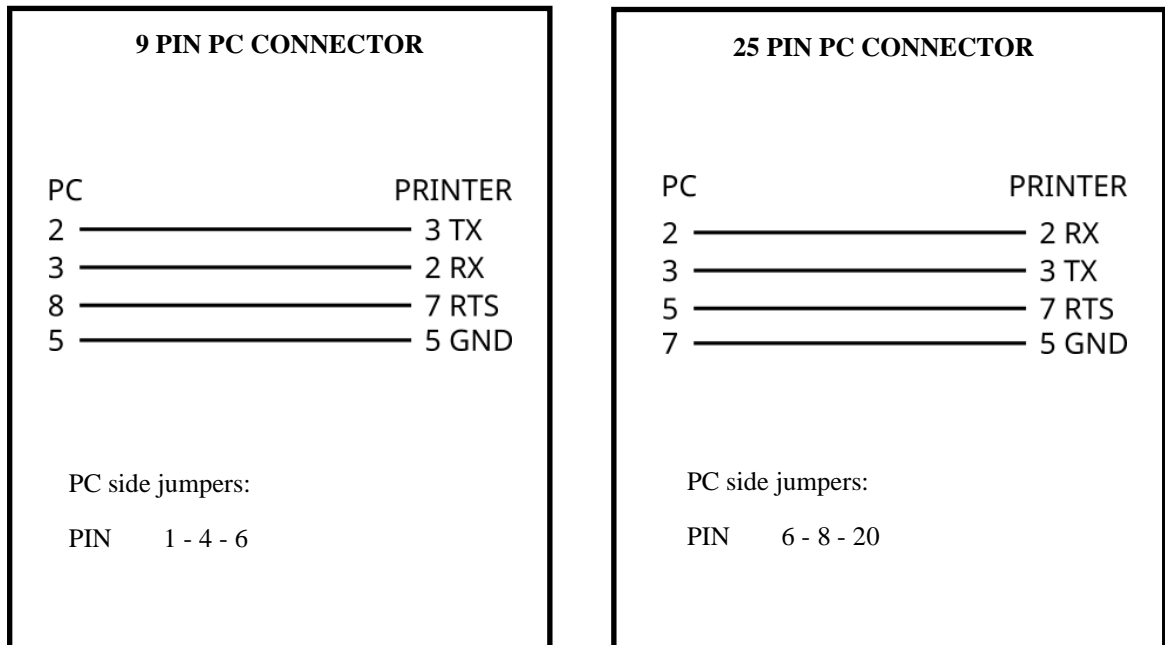 9 PIN PC CONNECTOR
PC PRINTER
2 3 TX
3 2 RX
8 7 RTS
5 5 GND
PC side jumpers:
PIN 1 - 4 - 6
25 PIN PC CONNECTOR
PC PRINTER
2 2 RX
3 3 TX
5 7 RTS
7 5 GND
PC side jumpers:
PIN 6 - 8 - 20